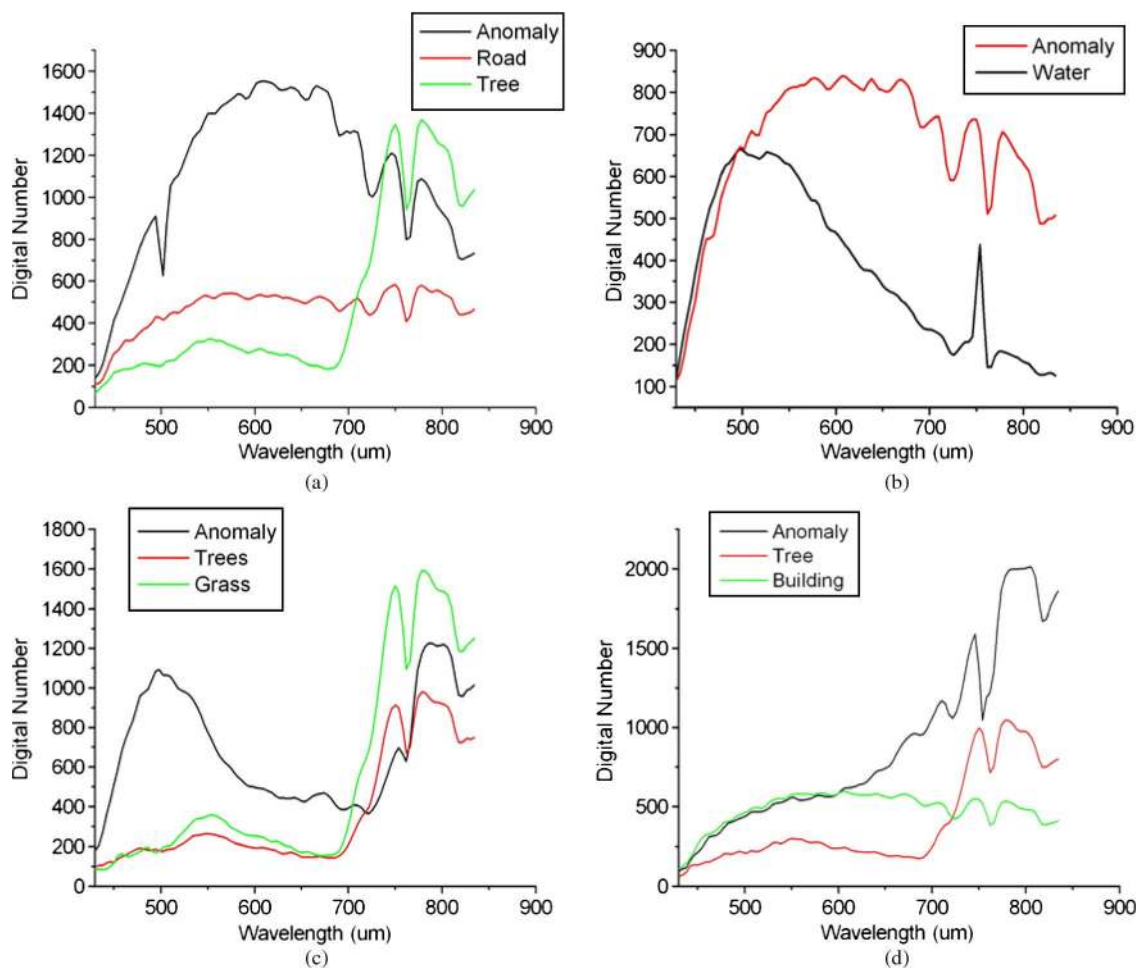 Anomaly
Road
Tree
Digital Number
1600
1400
1200
1000
800
600
400
200
0
500 600 700 800 900
Wavelength (um)
(a)
Anomaly
Water
Digital Number
900
800
700
600
500
400
300
200
100
500 600 700 800 900
Wavelength (um)
(b)
Anomaly
Trees
Grass
Digital Number
1800
1600
1400
1200
1000
800
600
400
200
0
500 600 700 800 900
Wavelength (um)
(c)
Anomaly
Tree
Building
Digital Number
2000
1500
1000
500
0
500 600 700 800 900
Wavelength (um)
(d)